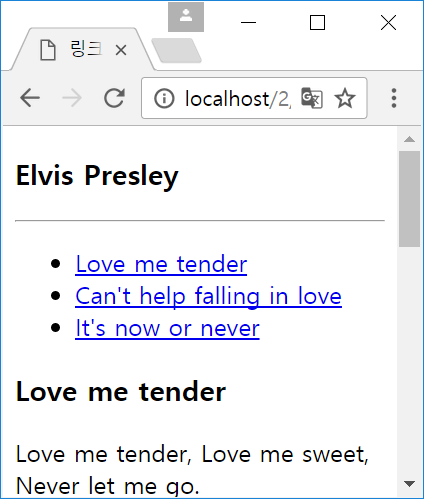 링크
localhost/2,
Elvis Presley
Love me tender
Can't help falling in love
It's now or never
Love me tender
Love me tender, Love me sweet,
Never let me go.